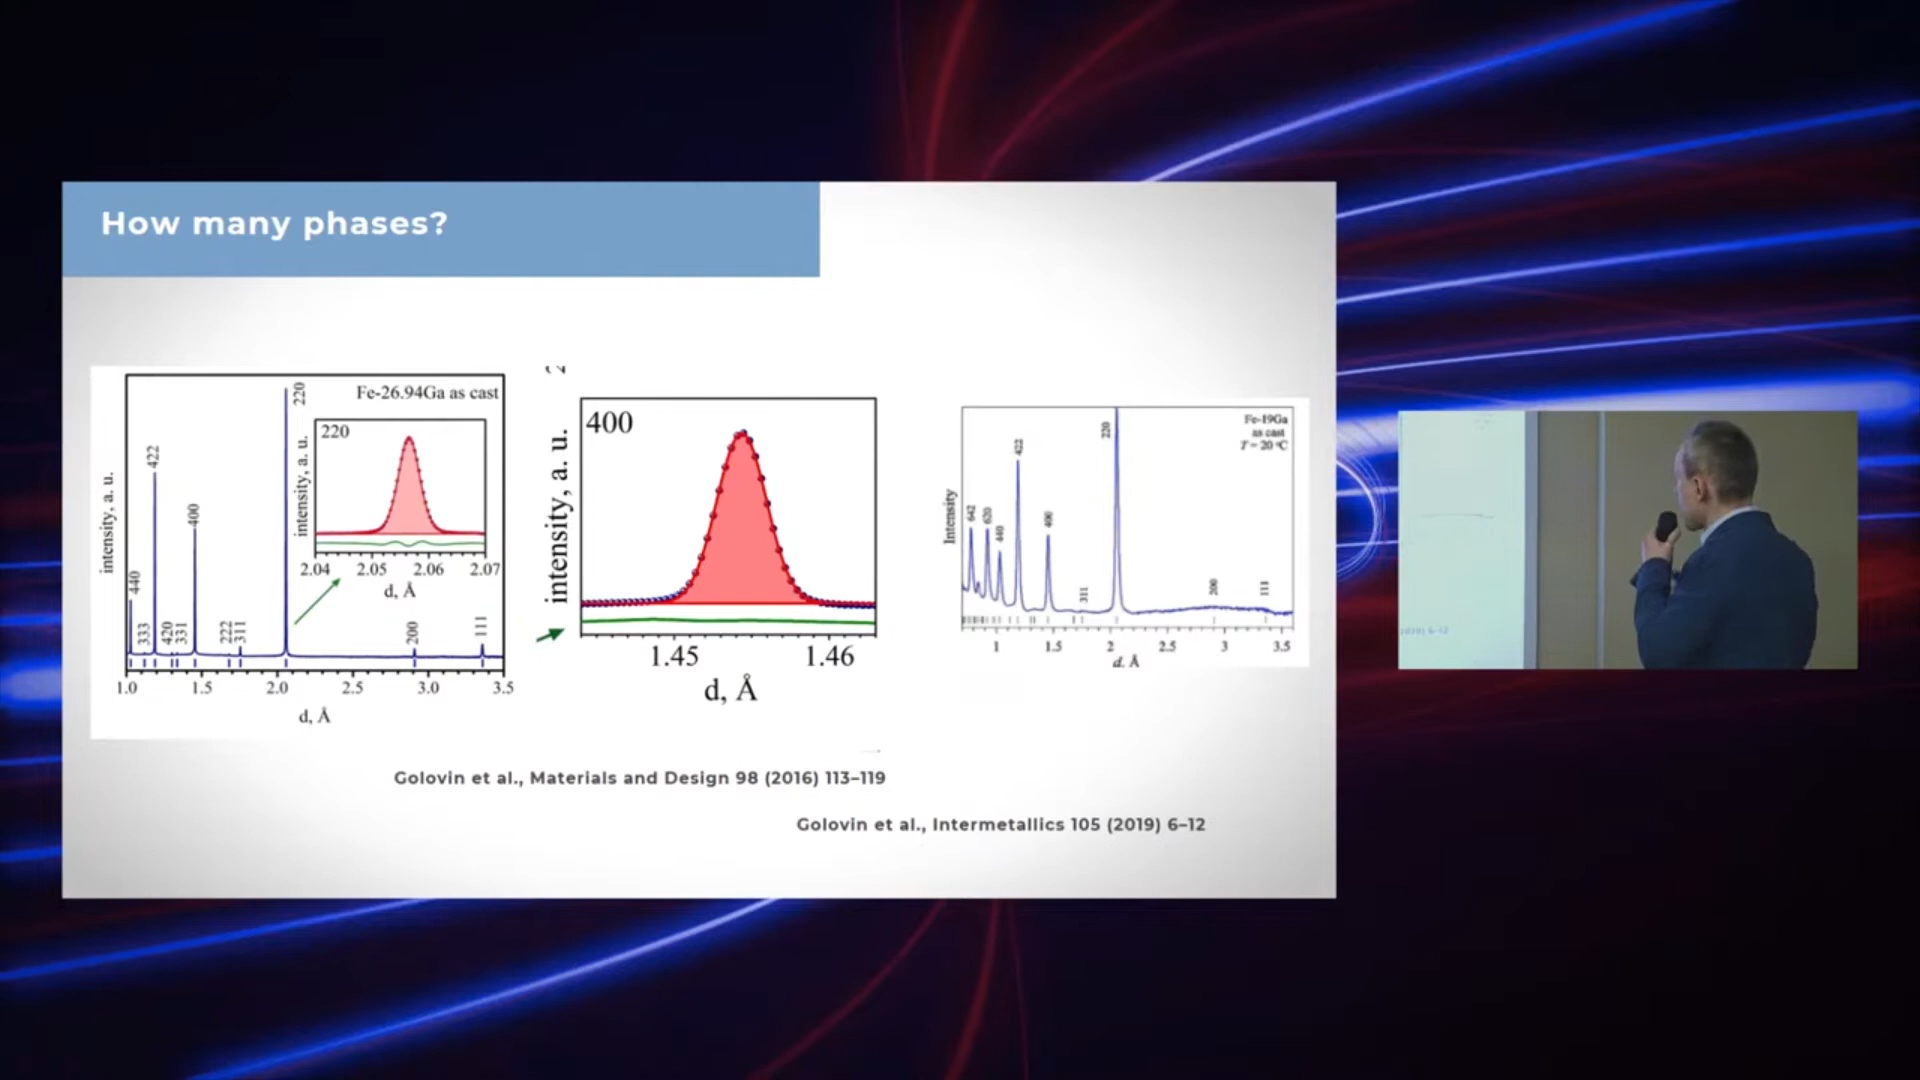 How many phases?
Fe-26.94Ga as cast
220
220
422
400
440
333
420
331
222
311
200
111
intensity, a. u.
intensity, a. u.
2.04 2.05 2.06 2.07
d, Å
1.0 1.5 2.0 2.5 3.0 3.5
d, Å
400
intensity, a. u.
1.45 1.46
d, Å
Fe-19Ga
as cast
T = 20 °C
Intensity
642
620
440
422
400
311
220
200
111
1 1.5 2 2.5 3 3.5
d. Å
Golovin et al., Materials and Design 98 (2016) 113–119
Golovin et al., Intermetallics 105 (2019) 6–12